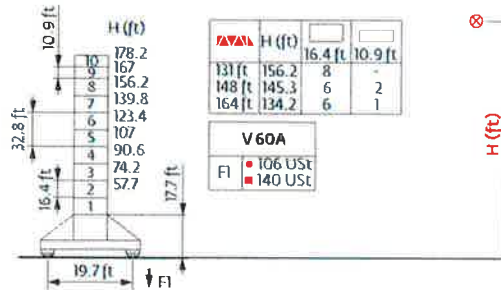 H (ft)
10.9 ft
10 178.2
9 167
8 156.2
7 139.8
6 123.4
5 107
4 90.6
3 74.2
2 57.7
1
32.8 ft
16.4 ft
17.7 ft
19.7 ft
F1
H (ft) 16.4 ft 10.9 ft
131 ft 156.2 8 -
148 ft 145.3 6 2
164 ft 134.2 6 1
V60A
F1 106 USt
140 USt
H (ft)